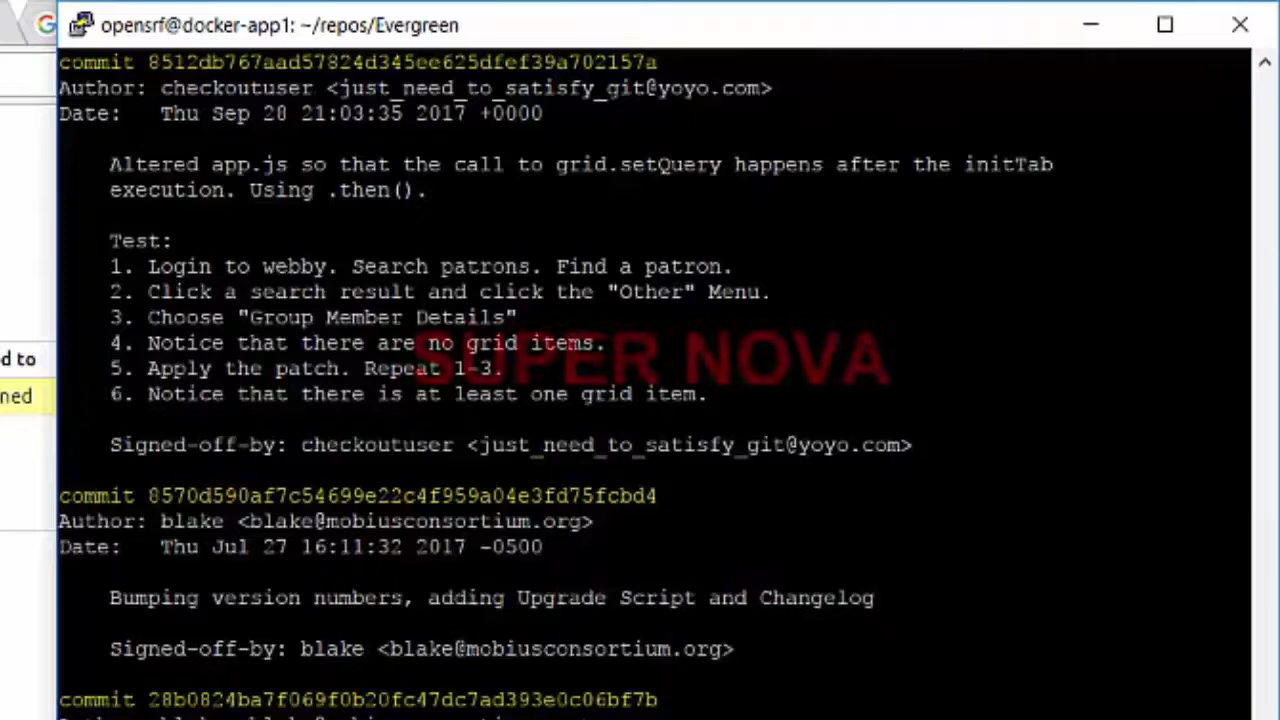 opensrf@docker-app1: ~/repos/Evergreen
commit 8512db767aad57824d345ee625dfef39a702157a
Author: checkoutuser <just_need_to_satisfy_git@yoyo.com>
Date:   Thu Sep 28 21:03:35 2017 +0000
Altered app.js so that the call to grid.setQuery happens after the initTab
execution. Using .then().
Test:
1. Login to webby. Search patrons. Find a patron.
2. Click a search result and click the "Other" Menu.
3. Choose "Group Member Details"
4. Notice that there are no grid items.
SUPER NOVA
5. Apply the patch. Repeat 1-3.
6. Notice that there is at least one grid item.
Signed-off-by: checkoutuser <just_need_to_satisfy_git@yoyo.com>
commit 8570d590af7c54699e22c4f959a04e3fd75fcbd4
Author: blake <blake@mobiusconsortium.org>
Date:   Thu Jul 27 16:11:32 2017 -0500
Bumping version numbers, adding Upgrade Script and Changelog
Signed-off-by: blake <blake@mobiusconsortium.org>
commit 28b0824ba7f069f0b20fc47dc7ad393e0c06bf7b
d to
ned